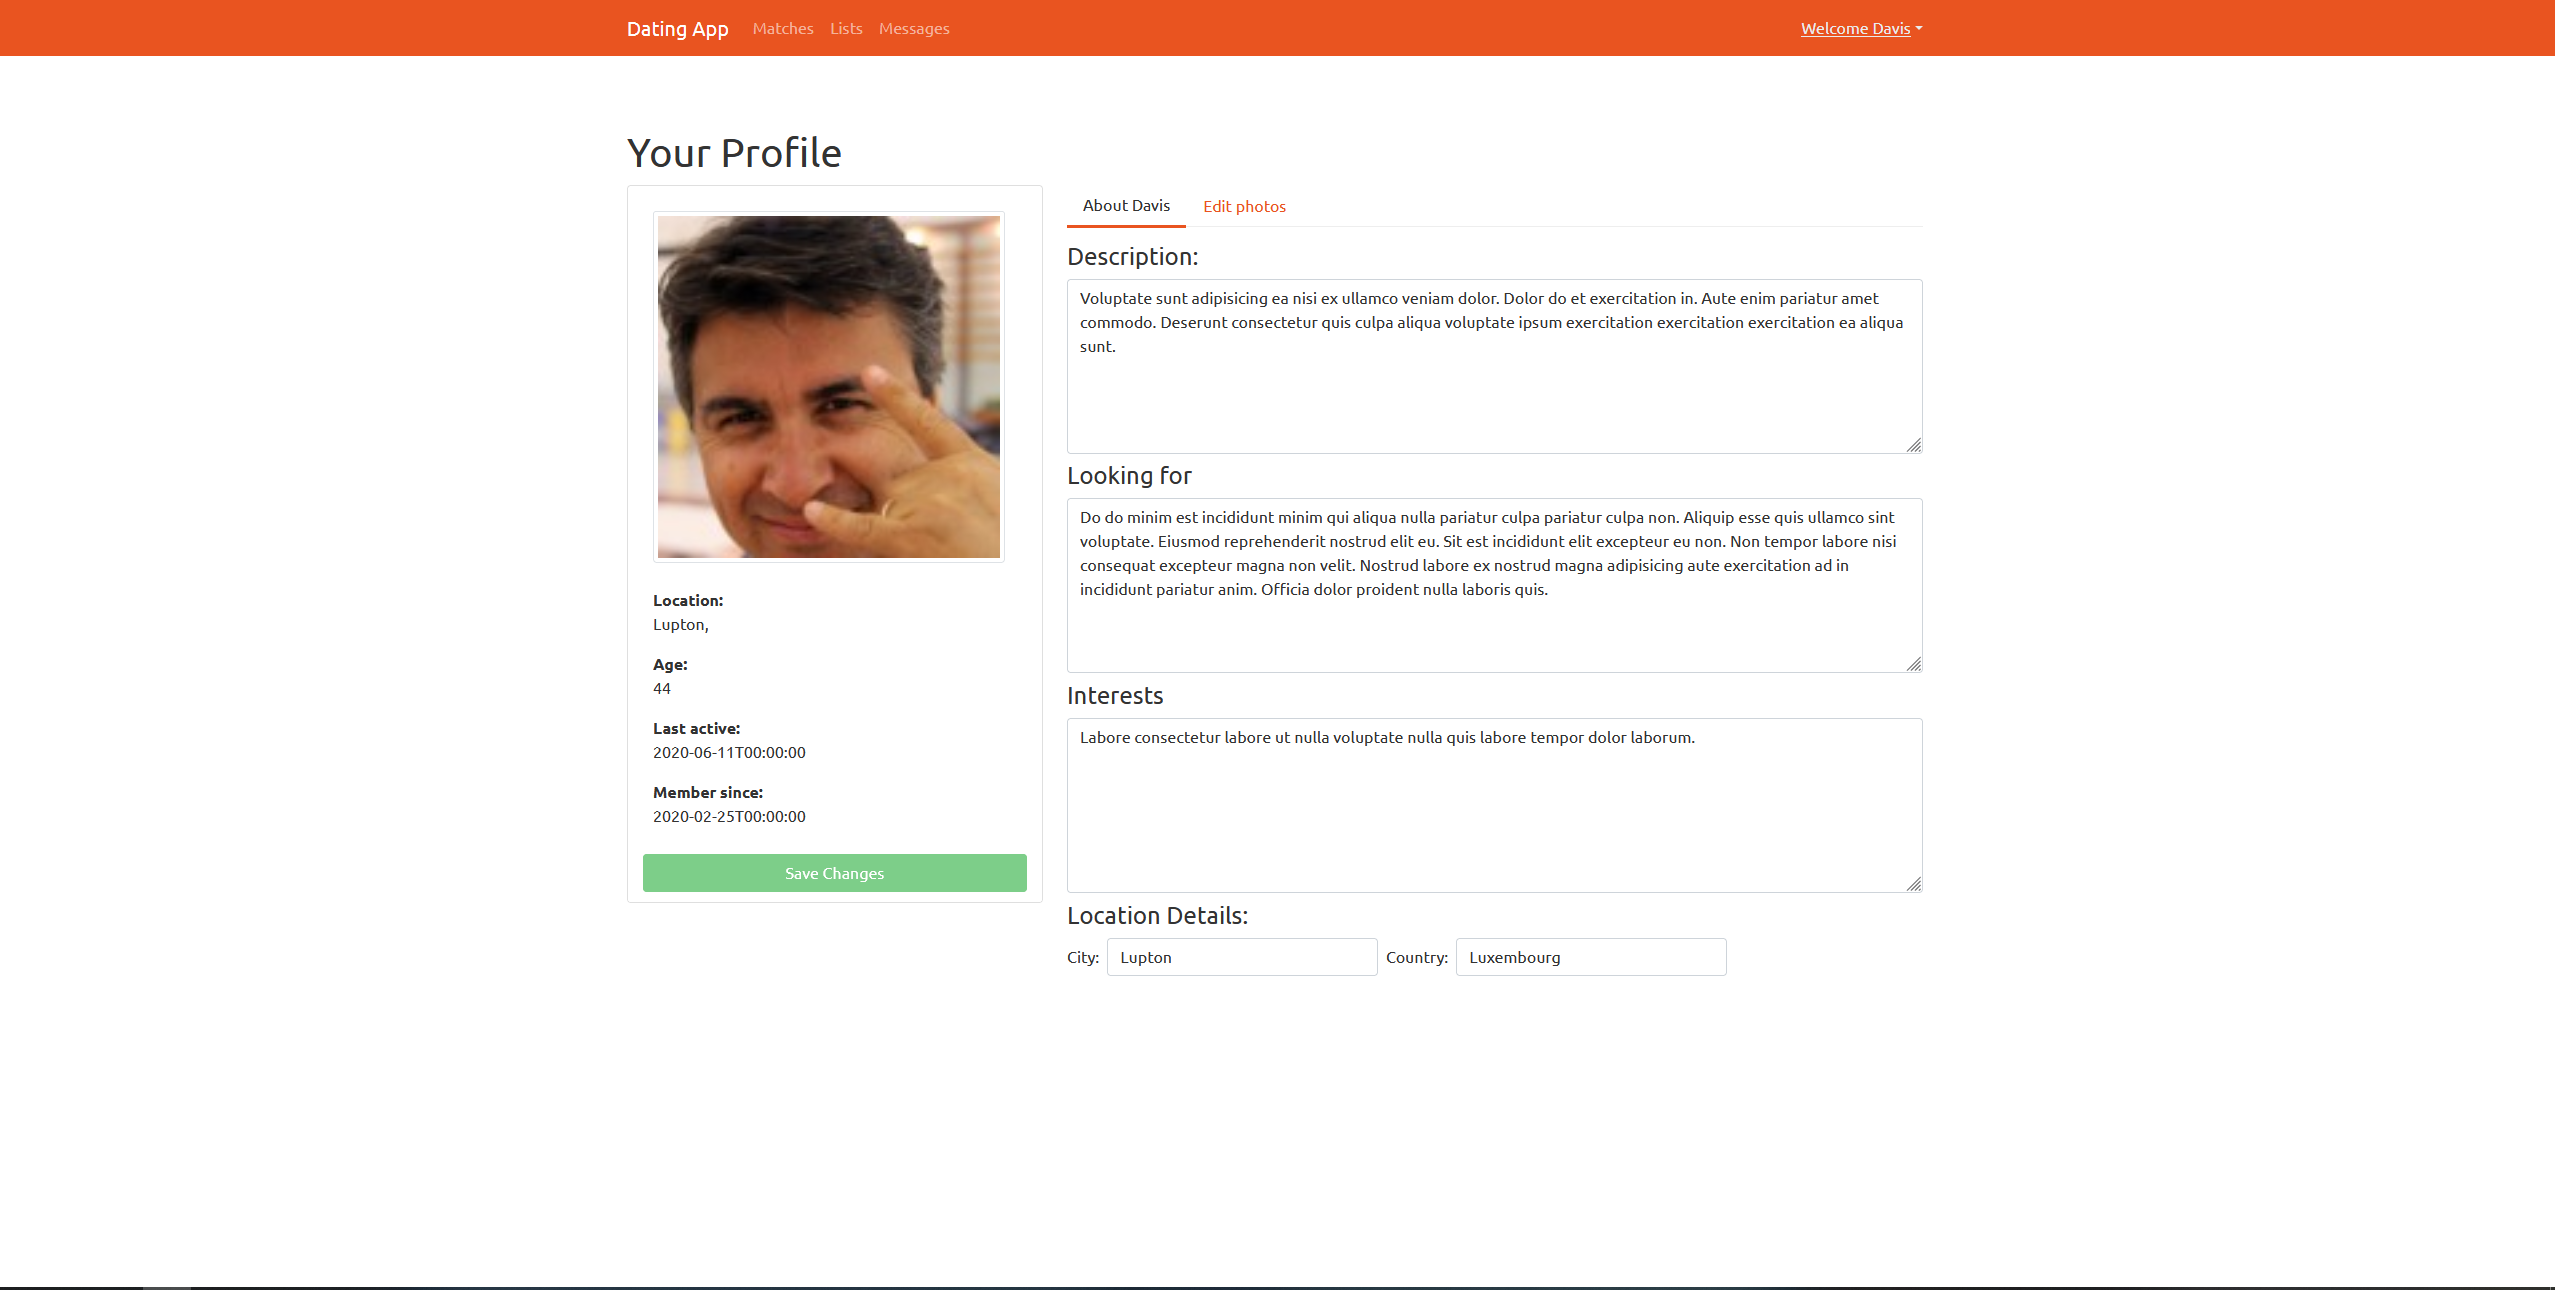 Dating App Matches Lists Messages Welcome Davis
Your Profile
Location:
Lupton,
Age:
44
Last active:
2020-06-11T00:00:00
Member since:
2020-02-25T00:00:00
Save Changes
About Davis Edit photos
Description:
Voluptate sunt adipisicing ea nisi ex ullamco veniam dolor. Dolor do et exercitation in. Aute enim pariatur amet
commodo. Deserunt consectetur quis culpa aliqua voluptate ipsum exercitation exercitation exercitation ea aliqua
sunt.
Looking for
Do do minim est incididunt minim qui aliqua nulla pariatur culpa pariatur culpa non. Aliquip esse quis ullamco sint
voluptate. Eiusmod reprehenderit nostrud elit eu. Sit est incididunt elit excepteur eu non. Non tempor labore nisi
consequat excepteur magna non velit. Nostrud labore ex nostrud magna adipisicing aute exercitation ad in
incididunt pariatur anim. Officia dolor proident nulla laboris quis.
Interests
Labore consectetur labore ut nulla voluptate nulla quis labore tempor dolor laborum.
Location Details:
City: Lupton Country: Luxembourg